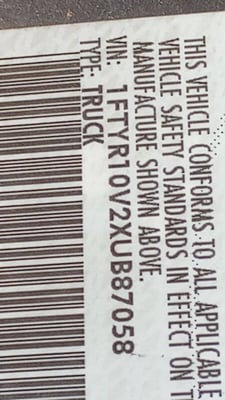 THIS VEHICLE CONFORMS TO ALL APPLICABLE
VEHICLE SAFETY STANDARDS IN EFFECT ON
MANUFACTURE SHOWN ABOVE.
VIN: 1FTYR10V2XUB87058
TYPE: TRUCK